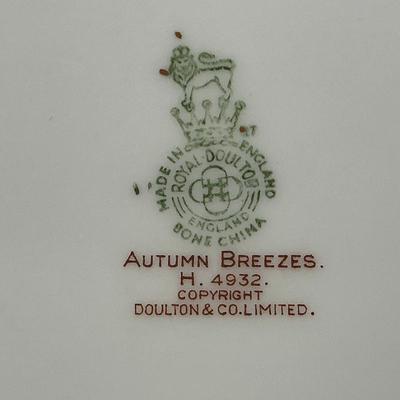 MADE IN ENGLAND
ROYAL-DOULTON
ENGLAND
BONE CHINA
AUTUMN BREEZES.
H. 4932.
COPYRIGHT
DOULTON & CO. LIMITED.